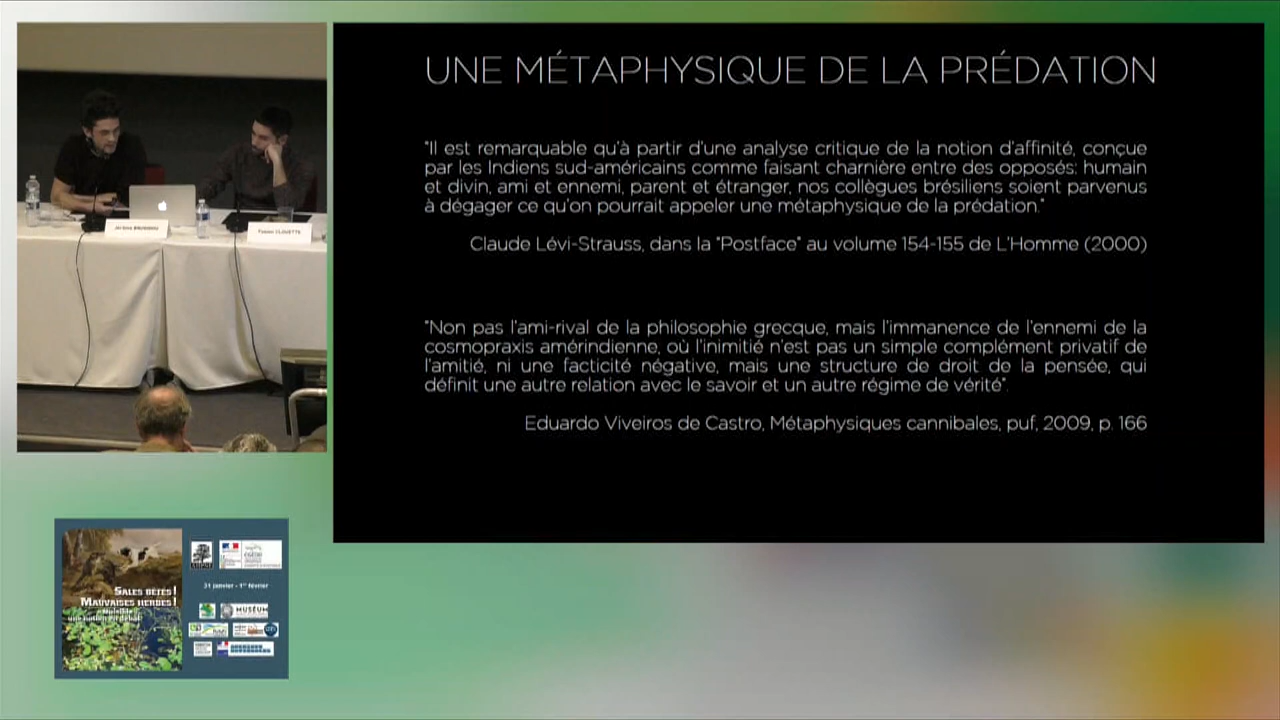 UNE MÉTAPHYSIQUE DE LA PRÉDATION
"Il est remarquable qu'à partir d'une analyse critique de la notion d'affinité, conçue
par les Indiens sud-américains comme faisant charnière entre des opposés: humain
et divin, ami et ennemi, parent et étranger, nos collègues brésiliens soient parvenus
à dégager ce qu'on pourrait appeler une métaphysique de la prédation."
Claude Lévi-Strauss, dans la "Postface" au volume 154-155 de L'Homme (2000)
"Non pas l'ami-rival de la philosophie grecque, mais l'immanence de l'ennemi de la
cosmopraxis amérindienne, où l'inimitié n'est pas un simple complément privatif de
l'amitié, ni une facticité négative, mais une structure de droit de la pensée, qui
définit une autre relation avec le savoir et un autre régime de vérité".
Eduardo Viveiros de Castro, Métaphysiques cannibales, puf, 2009, p. 166
SALES BÊTES!
MAUVAISES HERBES!
31 janvier - 1er février
MUSÉUM